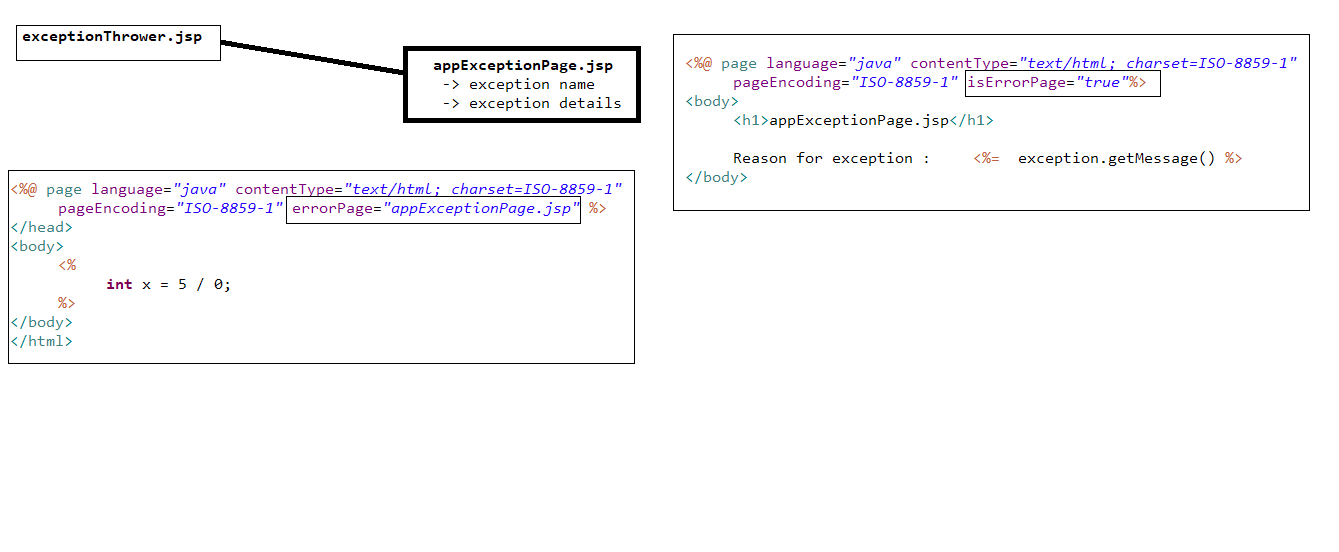 exceptionThrower.jsp
appExceptionPage.jsp
-> exception name
-> exception details
<%@ page language="java" contentType="text/html; charset=ISO-8859-1"
pageEncoding="ISO-8859-1" isErrorPage="true"%>
<body>
<h1>appExceptionPage.jsp</h1>
Reason for exception : <%= exception.getMessage() %>
</body>
<%@ page language="java" contentType="text/html; charset=ISO-8859-1"
pageEncoding="ISO-8859-1" errorPage="appExceptionPage.jsp" %>
</head>
<body>
<%
int x = 5 / 0;
%>
</body>
</html>